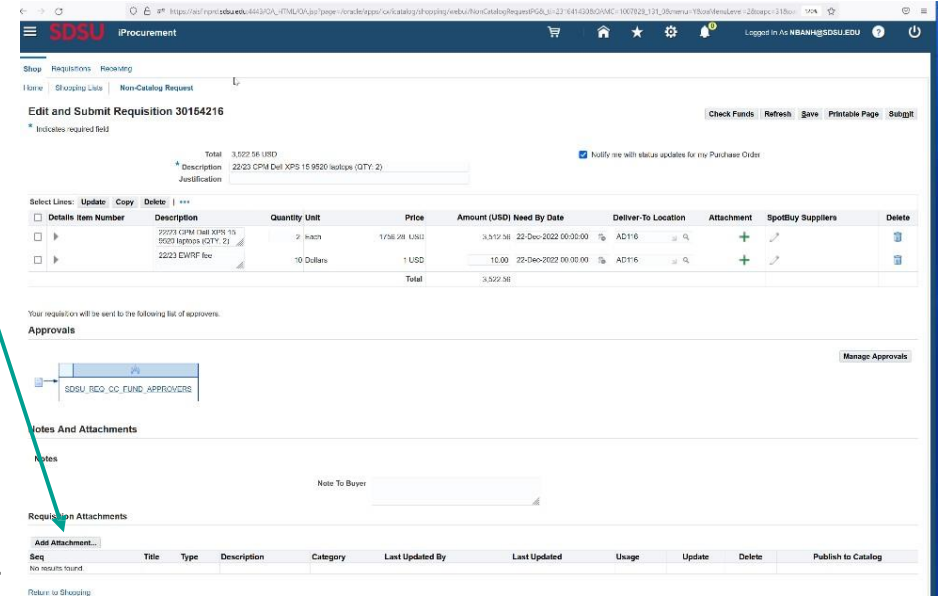 SDSU iProcurement
Logged In As NBANH@SDSU.EDU
Shop Requisitions Receiving
Home Shopping Lists Non-Catalog Request
Edit and Submit Requisition 30154216
* Indicates required field
Check Funds Refresh Save Printable Page Submit
Total 3,522.56 USD
* Description 22/23 CPM Dell XPS 15 9520 laptops (QTY: 2)
Justification
Notify me with status updates for my Purchase Order
Select Lines: Update Copy Delete | •••
Details Item Number Description Quantity Unit Price Amount (USD) Need By Date Deliver-To Location Attachment SpotBuy Suppliers Delete
22/23 CPM Dell XPS 15
9520 laptops (QTY: 2) 2 Each 1756.28 USD 3,512.56 22-Dec-2022 00:00:00 AD116
22/23 EWRF fee 10 Dollars 1 USD 10.00 22-Dec-2022 00:00:00 AD116
Total 3,522.56
Your requisition will be sent to the following list of approvers.
Approvals
Manage Approvals
SDSU_REQ_CC_FUND_APPROVERS
Notes And Attachments
Notes
Note To Buyer
Requisition Attachments
Add Attachment...
Seq Title Type Description Category Last Updated By Last Updated Usage Update Delete Publish to Catalog
No results found.
Return to Shopping